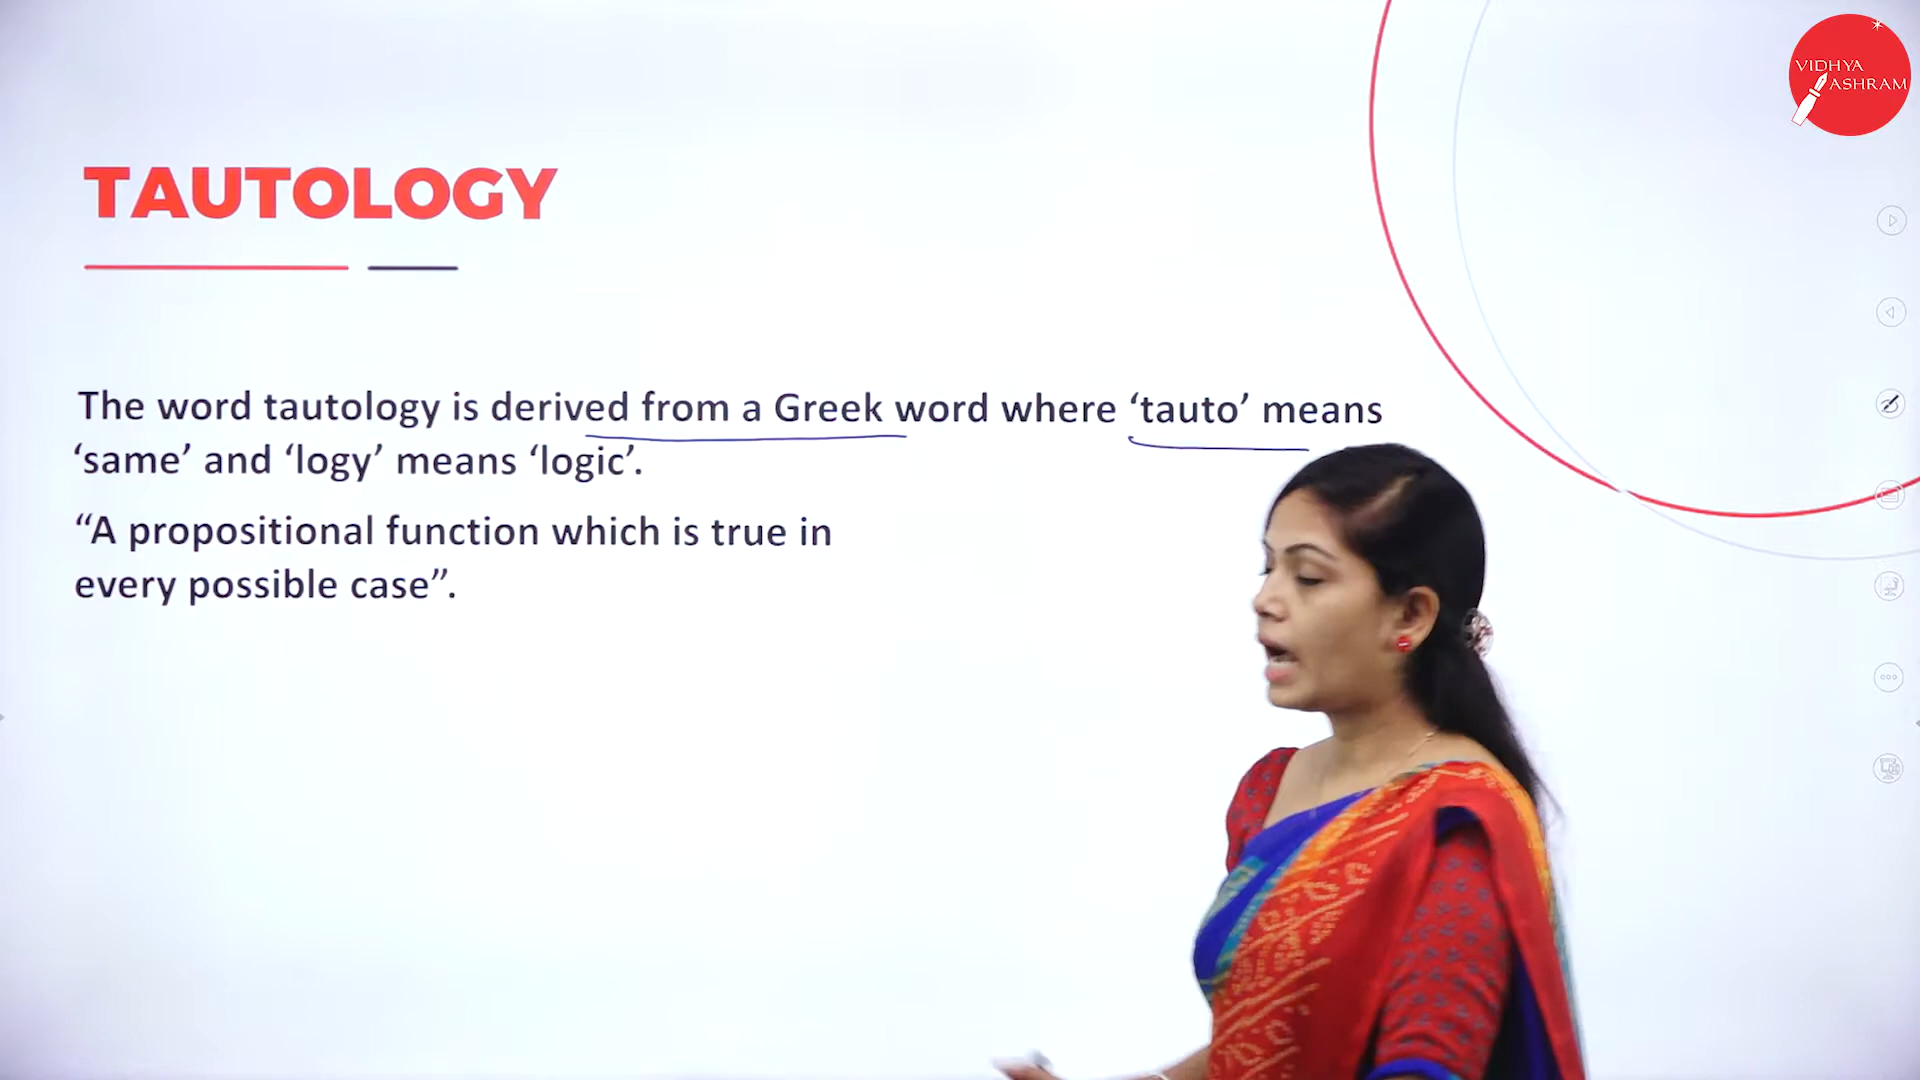 VIDHYA
ASHRAM
TAUTOLOGY
The word tautology is derived from a Greek word where ‘tauto’ means
‘same’ and ‘logy’ means ‘logic’.
“A propositional function which is true in
every possible case”.